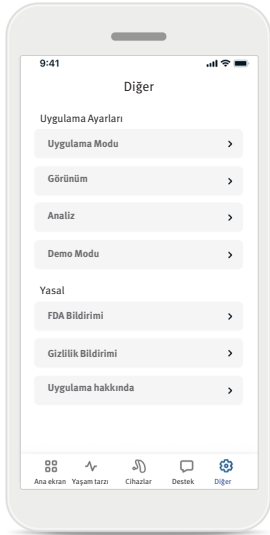 9:41
Diğer
Uygulama Ayarları
Uygulama Modu
Görünüm
Analiz
Demo Modu
Yasal
FDA Bildirimi
Gizlilik Bildirimi
Uygulama hakkında
Ana ekran Yaşam tarzı Cihazlar Destek Diğer